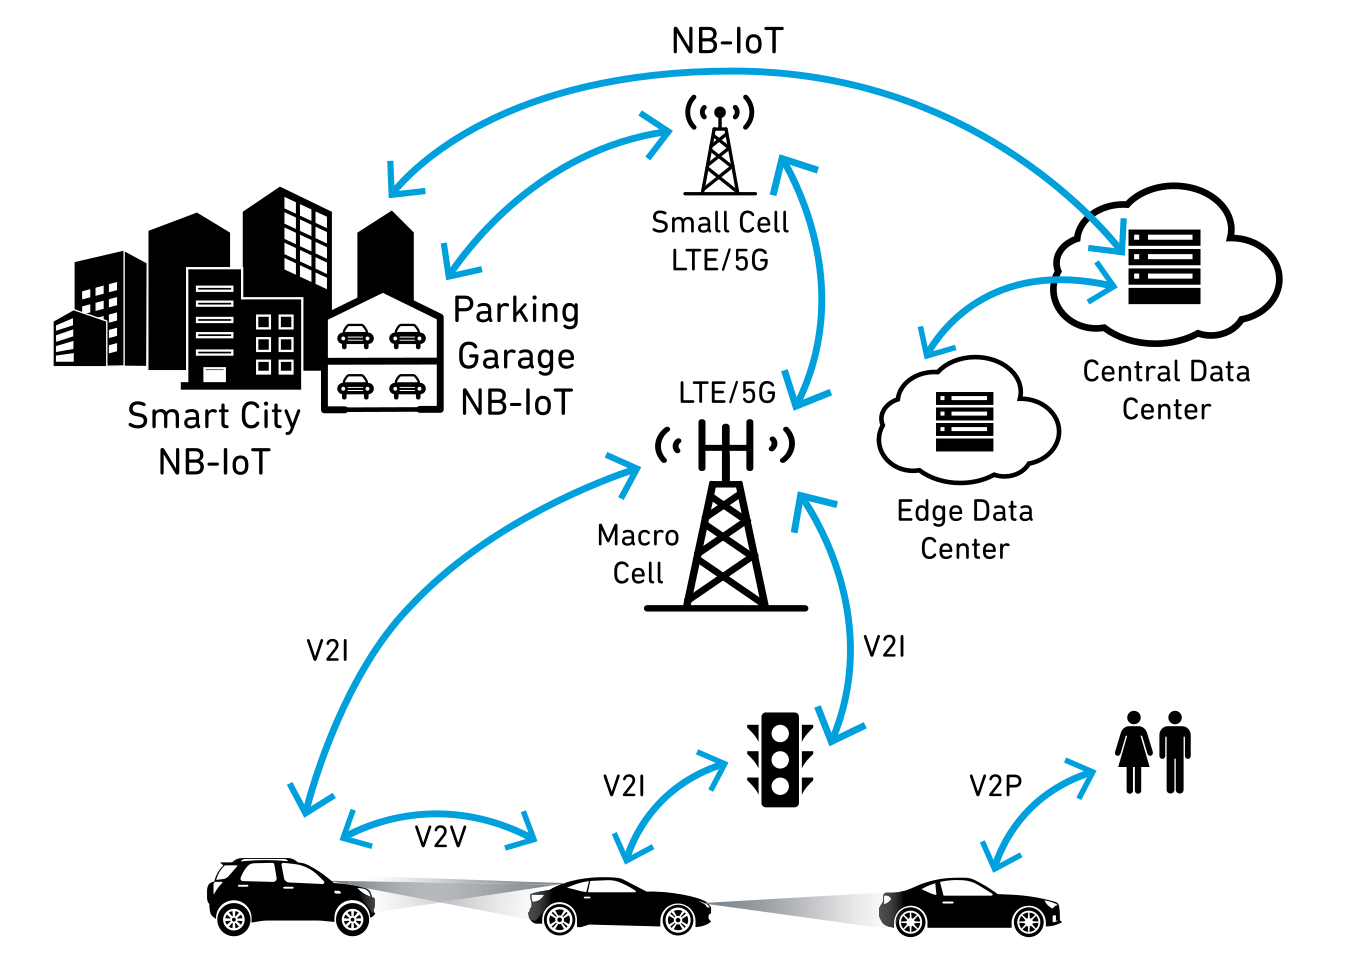 NB-IoT
Small Cell
LTE/5G
Parking
Garage
NB-IoT
Smart City
NB-IoT
Central Data
Center
LTE/5G
Edge Data
Center
Macro
Cell
V2I
V2I
V2I
V2P
V2V